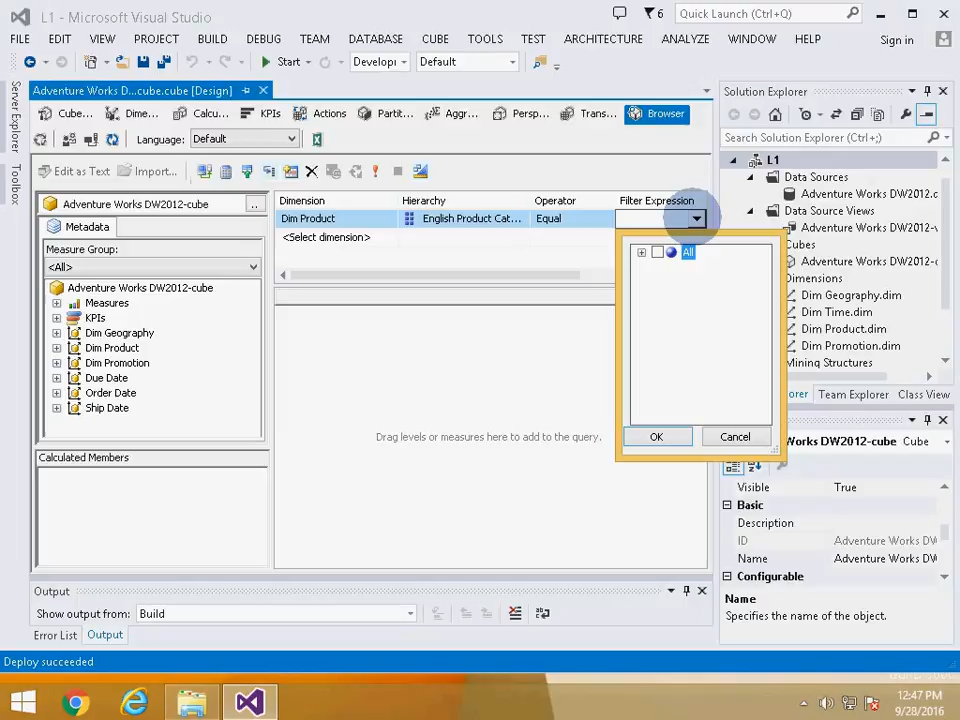 L1 - Microsoft Visual Studio
6
Quick Launch (Ctrl+Q)
FILE EDIT VIEW PROJECT BUILD DEBUG TEAM DATABASE CUBE TOOLS TEST ARCHITECTURE ANALYZE WINDOW HELP Sign in
Start Developi Default
Server Explorer
Toolbox
Adventure Works D...cube.cube [Design]
Cube... Dime... Calcu... KPIs Actions Partit... Aggr... Persp... Trans... Browser
Language: Default
Edit as Text Import...
Adventure Works DW2012-cube ..
Metadata
Measure Group:
<All>
Adventure Works DW2012-cube
Measures
KPIs
Dim Geography
Dim Product
Dim Promotion
Due Date
Order Date
Ship Date
Calculated Members
Dimension Hierarchy Operator Filter Expression
Dim Product English Product Cat... Equal
<Select dimension>
All
OK Cancel
Drag levels or measures here to add to the query.
Solution Explorer
Search Solution Explorer (Ctrl+;)
L1
Data Sources
Adventure Works DW2012.c
Data Source Views
Adventure Works DW2012-
Cubes
Adventure Works DW2012-c
Dimensions
Dim Geography.dim
Dim Time.dim
Dim Product.dim
Dim Promotion.dim
Mining Structures
orer Team Explorer Class View
Works DW2012-cube Cube
Visible True
Basic
Description
ID Adventure Works DW
Name Adventure Works DW
Configurable
Name
Specifies the name of the object.
Output
Show output from: Build
Error List Output
Deploy succeeded
12:47 PM
9/28/2016